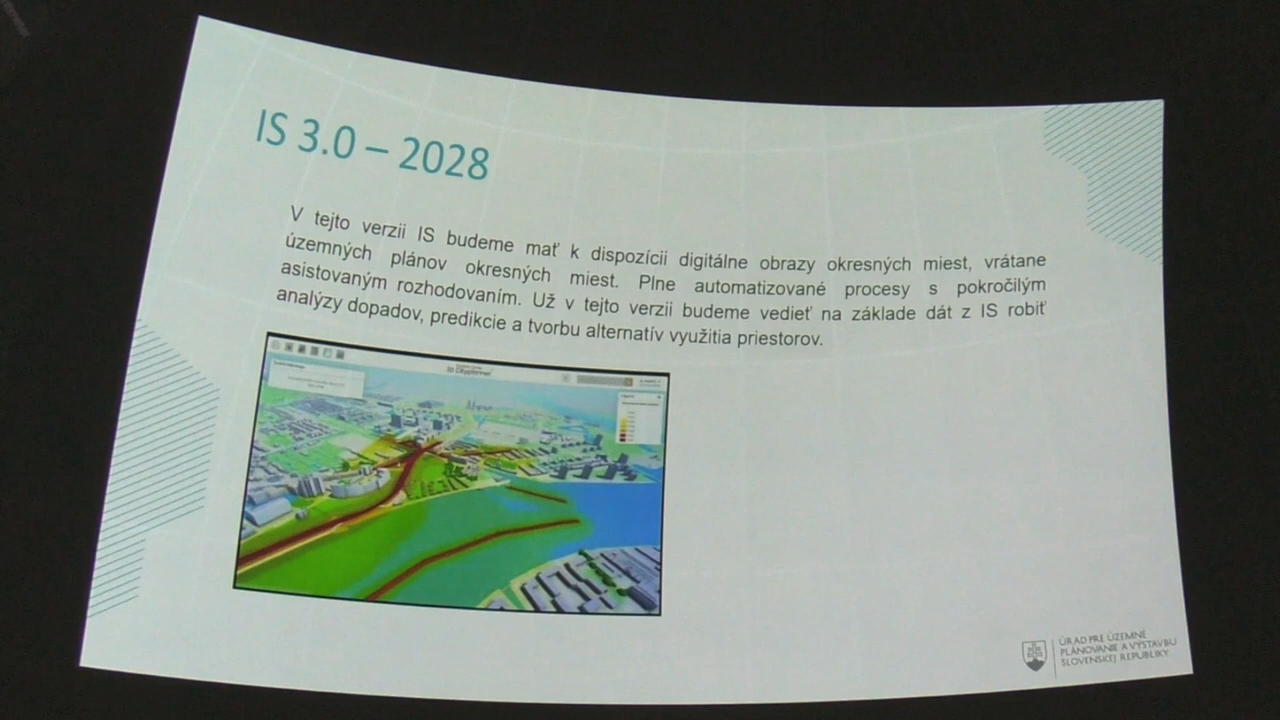 IS 3.0 – 2028
V tejto verzii IS budeme mať k dispozícii digitálne obrazy okresných miest, vrátane
územných plánov okresných miest. Plne automatizované procesy s pokročilým
asistovaným rozhodovaním. Už v tejto verzii budeme vedieť na základe dát z IS robiť
analýzy dopadov, predikcie a tvorbu alternatív využitia priestorov.
ÚRAD PRE ÚZEMNÉ
PLÁNOVANIE A VÝSTAVBU
SLOVENSKEJ REPUBLIKY